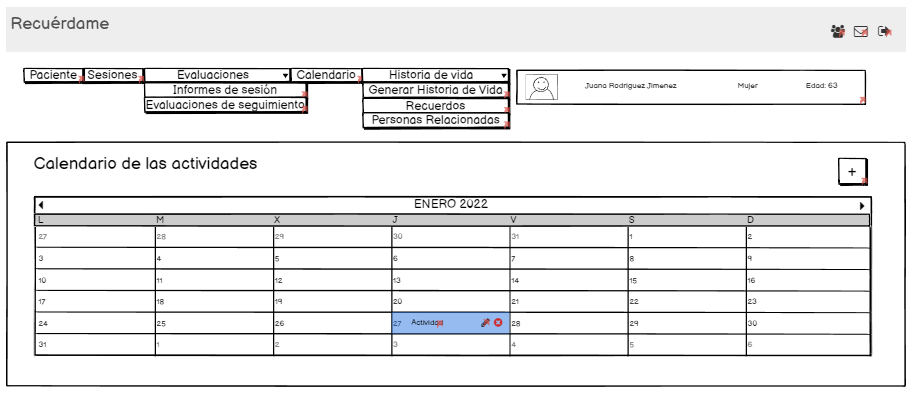 Recuérdame
Paciente Sesiones Evaluaciones Calendario Historia de vida
Informes de sesión
Evaluaciones de seguimiento
Generar Historia de Vida
Recuerdos
Personas Relacionadas
Juana Rodríguez Jimenez Mujer Edad: 63
Calendario de las actividades
+
ENERO 2022
L M X J V S D
27 28 29 30 31 1 2
3 4 5 6 7 8 9
10 11 12 13 14 15 16
17 18 19 20 21 22 23
24 25 26 27 Actividad 28 29 30
31 1 2 3 4 5 6